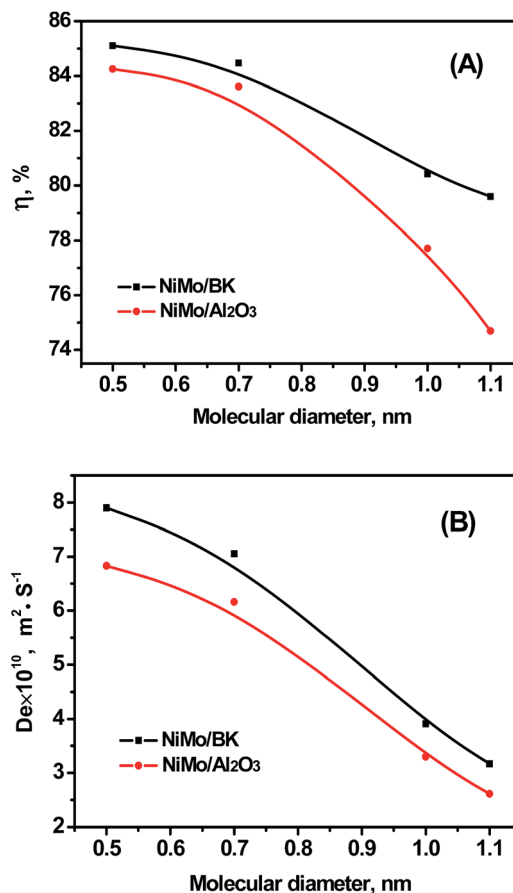 86
84
82
80
78
76
74
η, %
(A)
NiMo/BK
NiMo/Al₂O₃
0.5 0.6 0.7 0.8 0.9 1.0 1.1
Molecular diameter, nm
8
7
6
5
4
3
2
De×10¹⁰, m²· S⁻¹
(B)
NiMo/BK
NiMo/Al₂O₃
0.5 0.6 0.7 0.8 0.9 1.0 1.1
Molecular diameter, nm